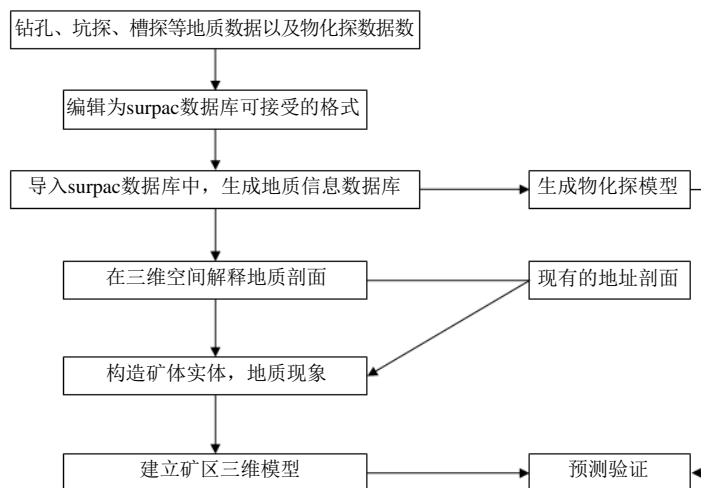 钻孔、坑探、槽探等地质数据以及物化探数据数
编辑为surpac数据库可接受的格式
导入surpac数据库中，生成地质信息数据库
生成物化探模型
在三维空间解释地质剖面
现有的地址剖面
构造矿体实体，地质现象
建立矿区三维模型
预测验证